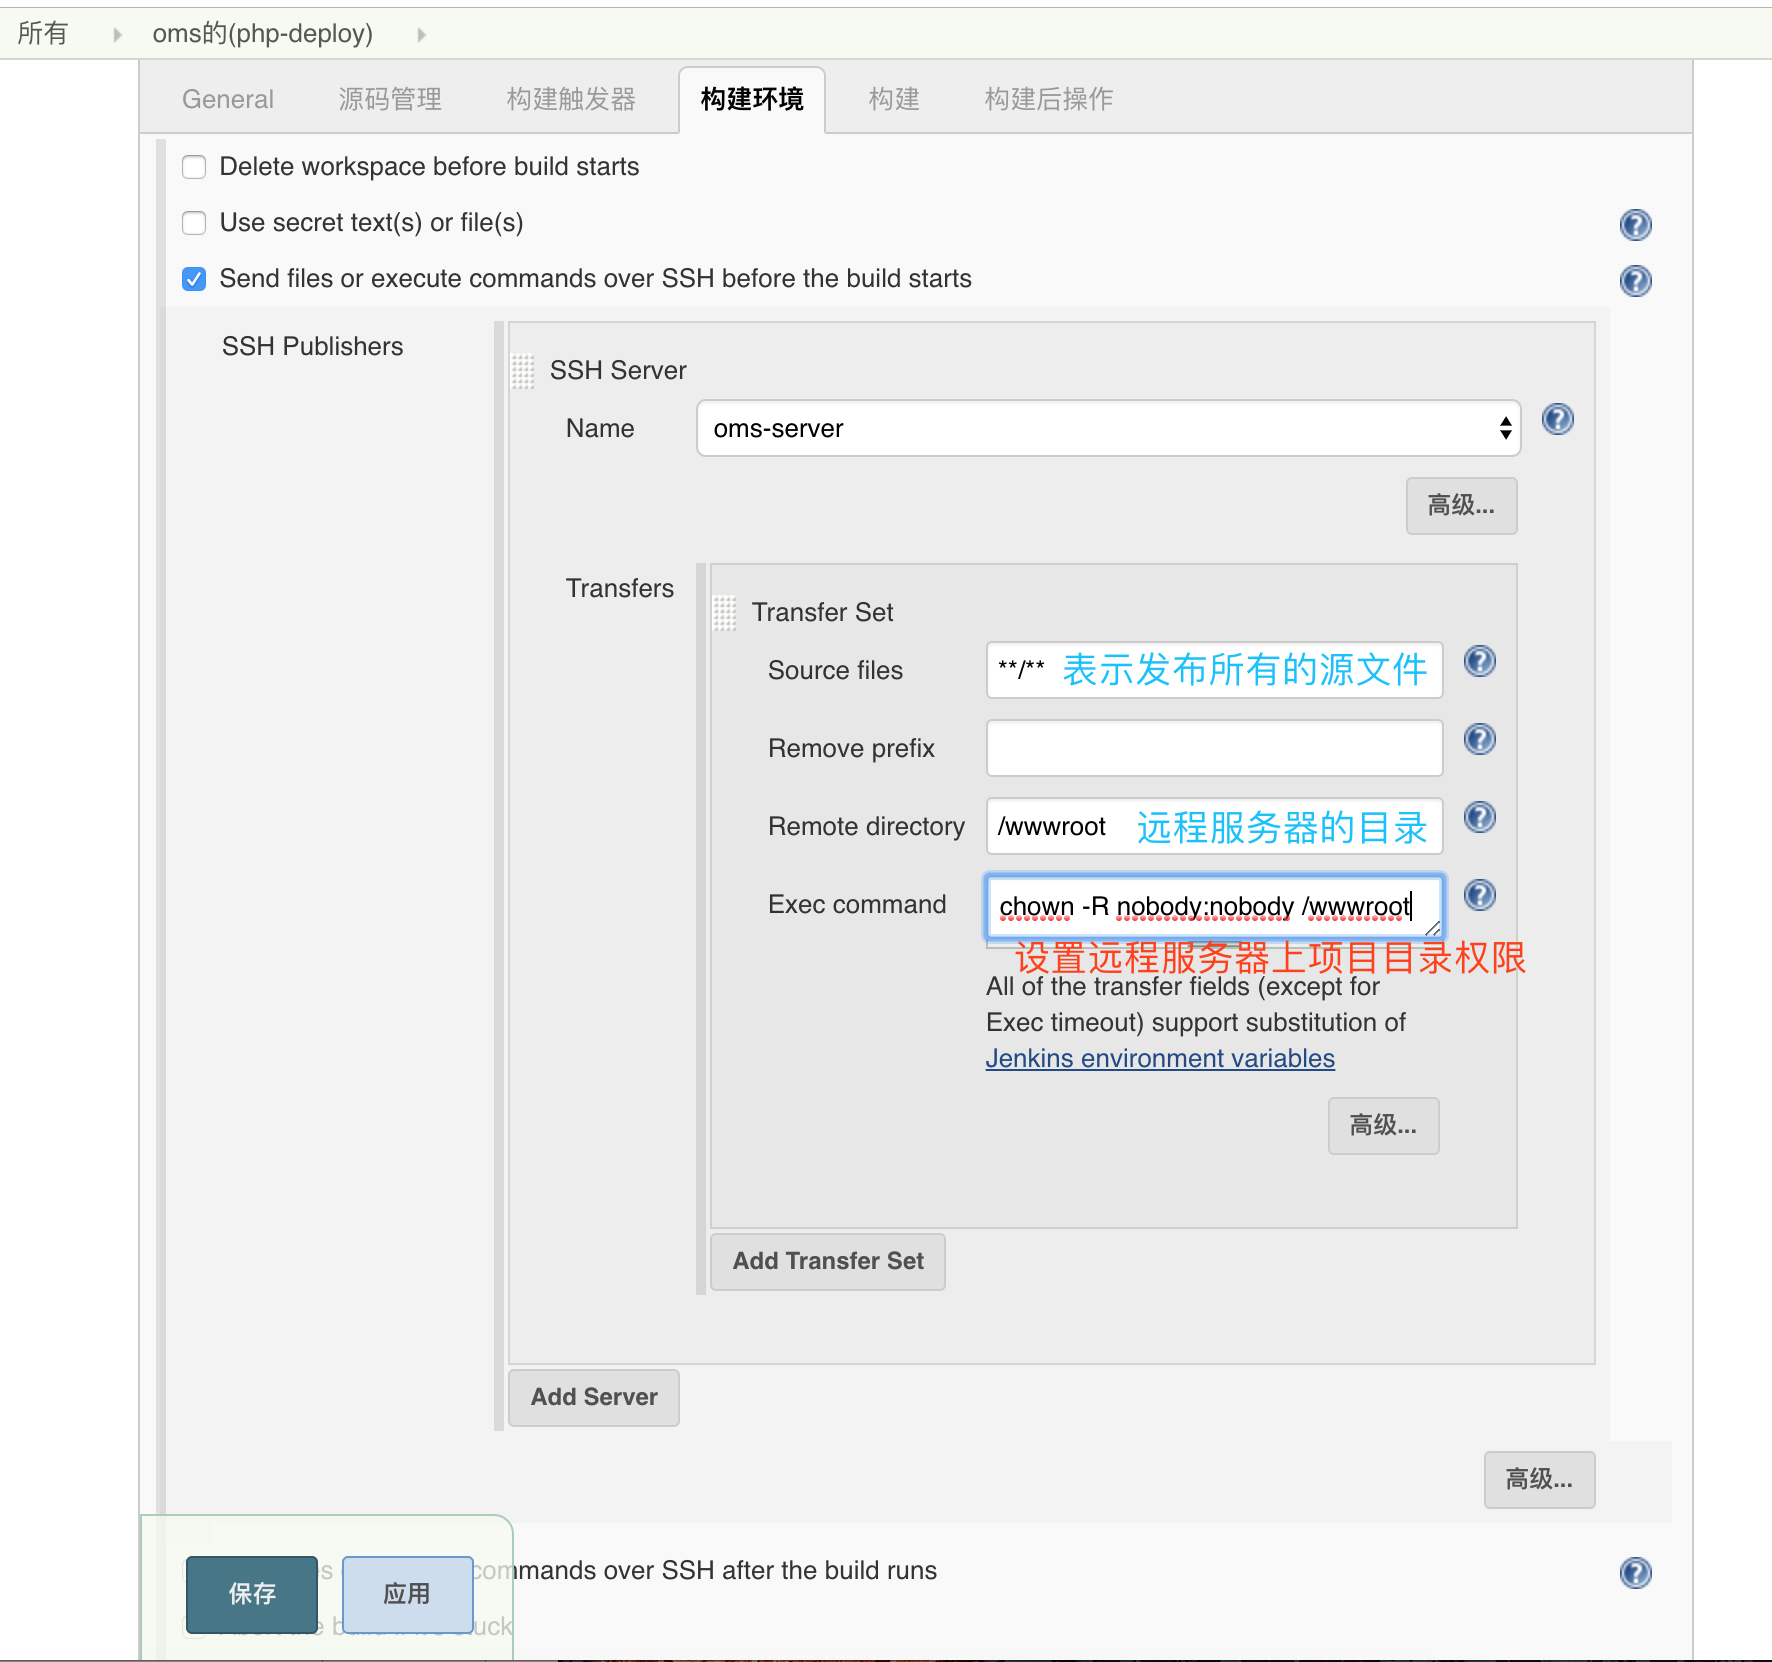 所有 oms的(php-deploy)
General 源码管理 构建触发器 构建环境 构建 构建后操作
Delete workspace before build starts
Use secret text(s) or file(s)
Send files or execute commands over SSH before the build starts
SSH Publishers
SSH Server
Name oms-server
高级...
Transfers
Transfer Set
Source files **/** 表示发布所有的源文件
Remove prefix
Remote directory /wwwroot 远程服务器的目录
Exec command chown -R nobody:nobody /wwwroot
设置远程服务器上项目目录权限
All of the transfer fields (except for
Exec timeout) support substitution of
Jenkins environment variables
高级...
Add Transfer Set
Add Server
高级...
commands over SSH after the build runs
保存 应用